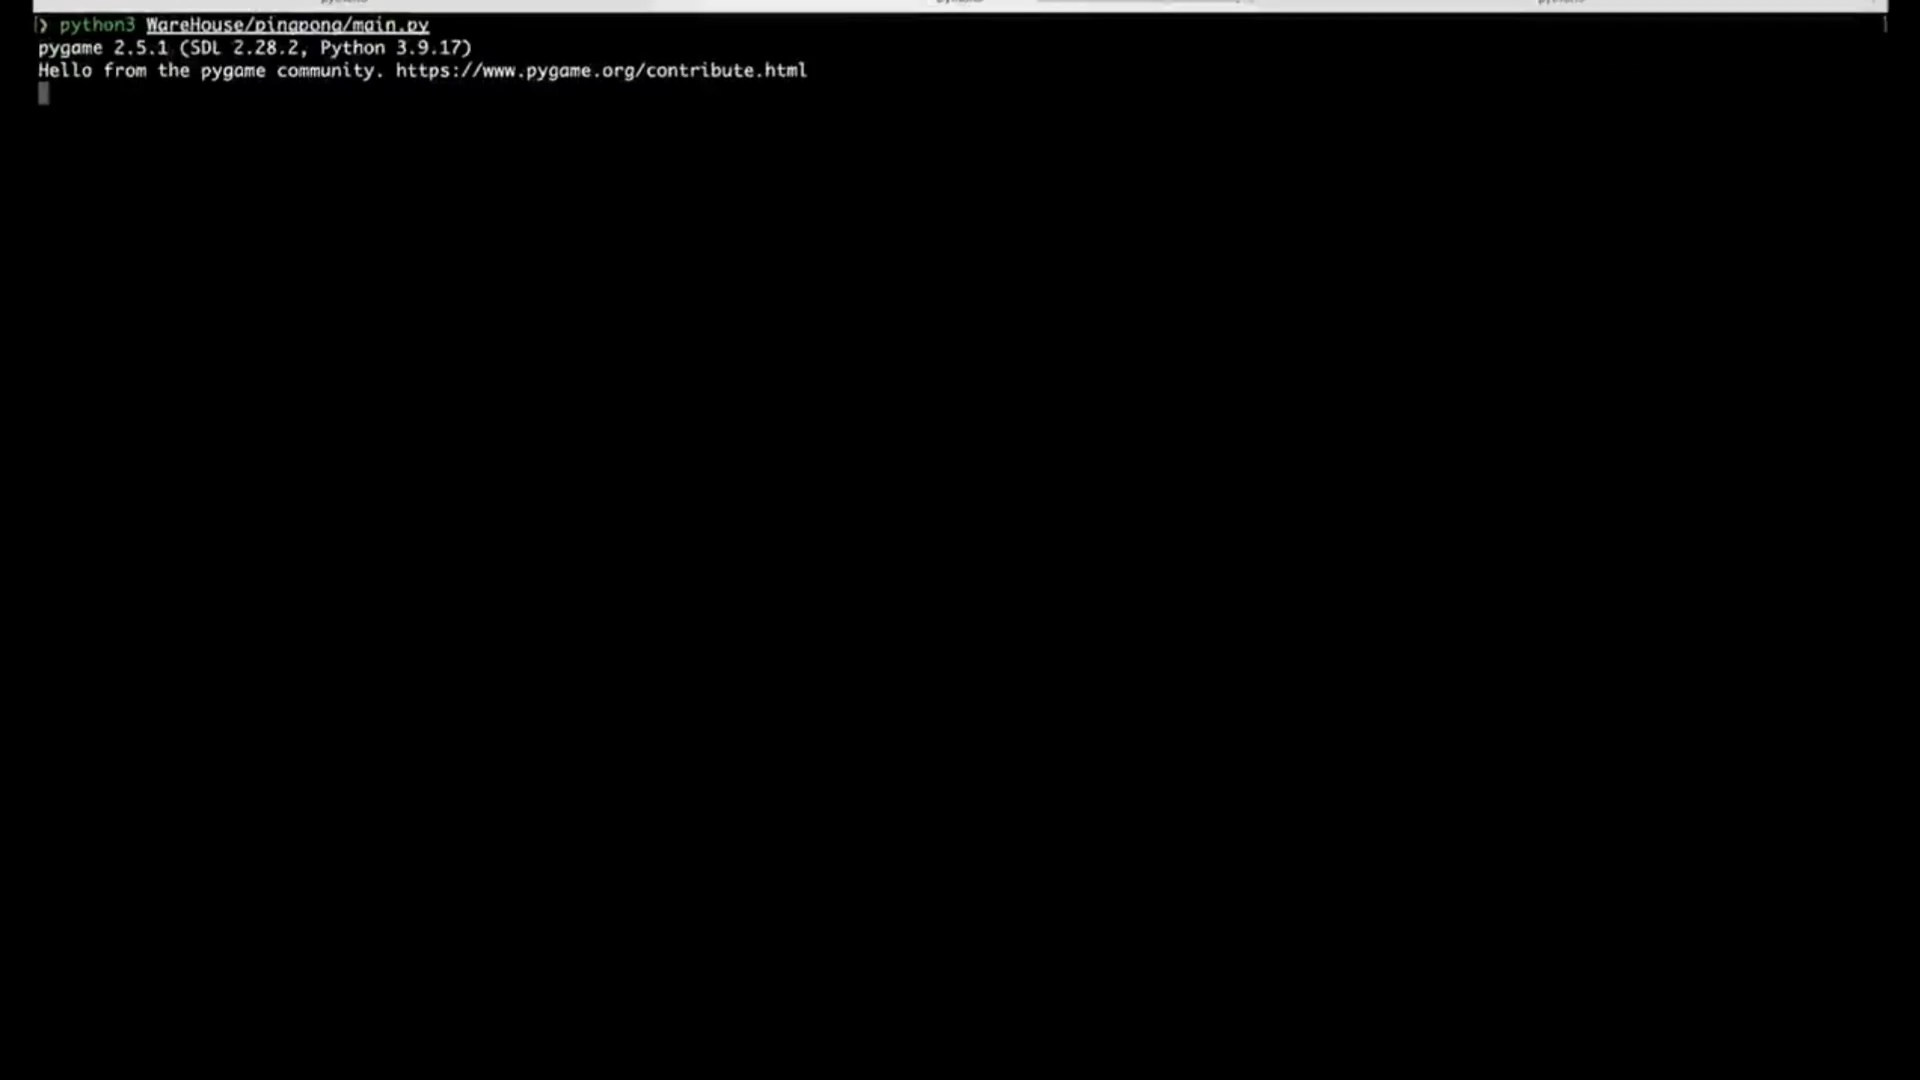 ❯ python3 WareHouse/pingpong/main.py
pygame 2.5.1 (SDL 2.28.2, Python 3.9.17)
Hello from the pygame community. https://www.pygame.org/contribute.html